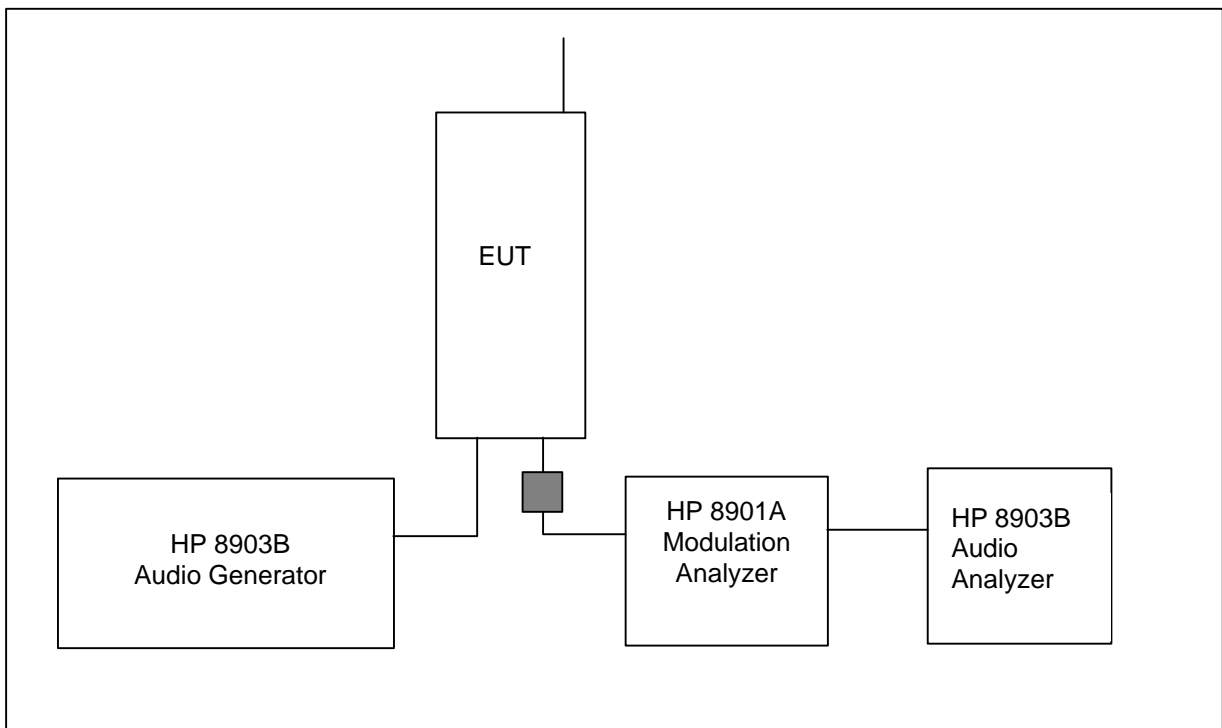 EUT
HP 8903B
Audio Generator
HP 8901A
Modulation
Analyzer
HP 8903B
Audio
Analyzer